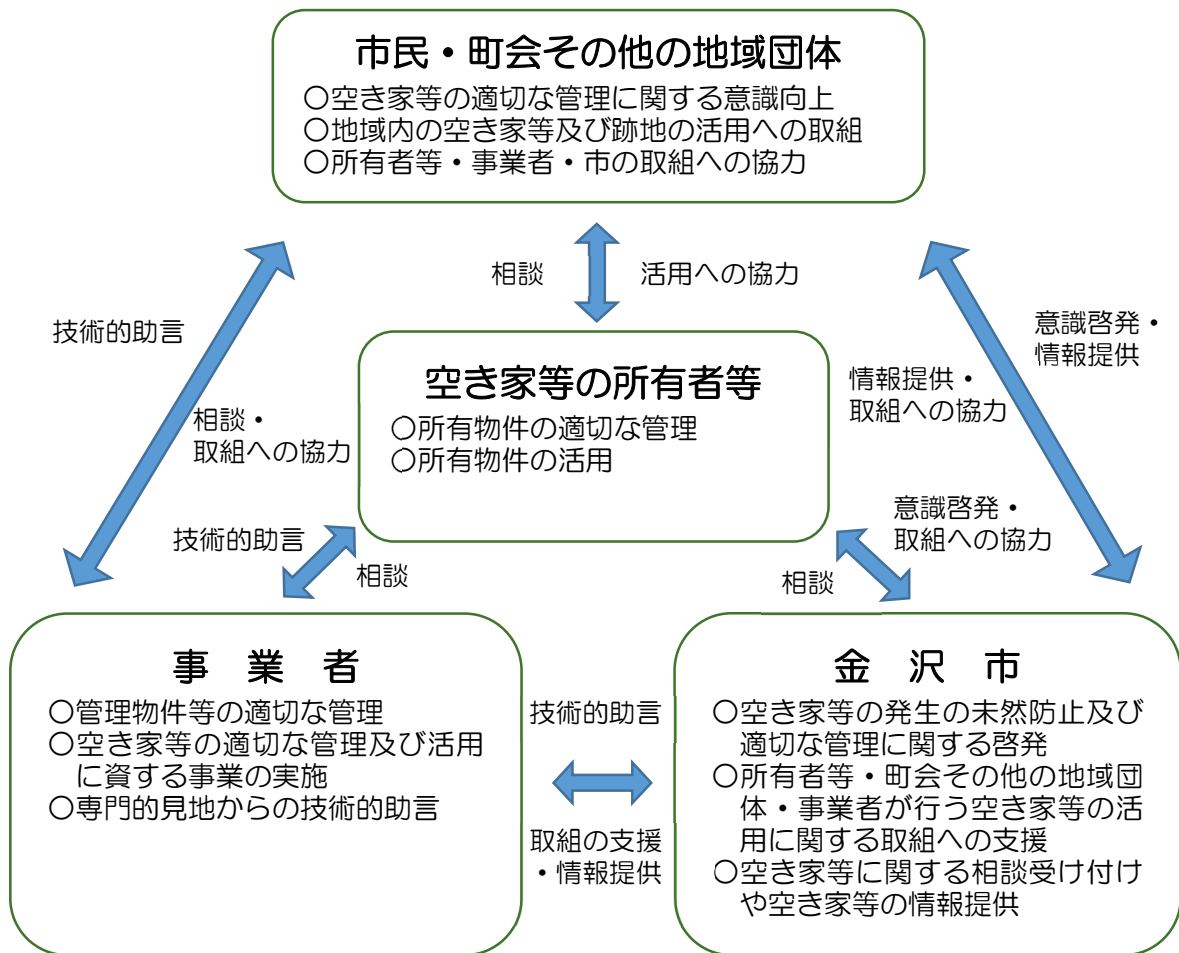 市民・町会その他の地域団体
○空き家等の適切な管理に関する意識向上
○地域内の空き家等及び跡地の活用への取組
○所有者等・事業者・市の取組への協力
相談
活用への協力
技術的助言
相談・
取組への協力
意識啓発・
情報提供
情報提供・
取組への協力
空き家等の所有者等
○所有物件の適切な管理
○所有物件の活用
技術的助言
相談
意識啓発・
取組への協力
相談
事 業 者
○管理物件等の適切な管理
○空き家等の適切な管理及び活用
に資する事業の実施
○専門的見地からの技術的助言
技術的助言
取組の支援
・情報提供
金 沢 市
○空き家等の発生の未然防止及び
適切な管理に関する啓発
○所有者等・町会その他の地域団
体・事業者が行う空き家等の活
用に関する取組への支援
○空き家等に関する相談受け付け
や空き家等の情報提供